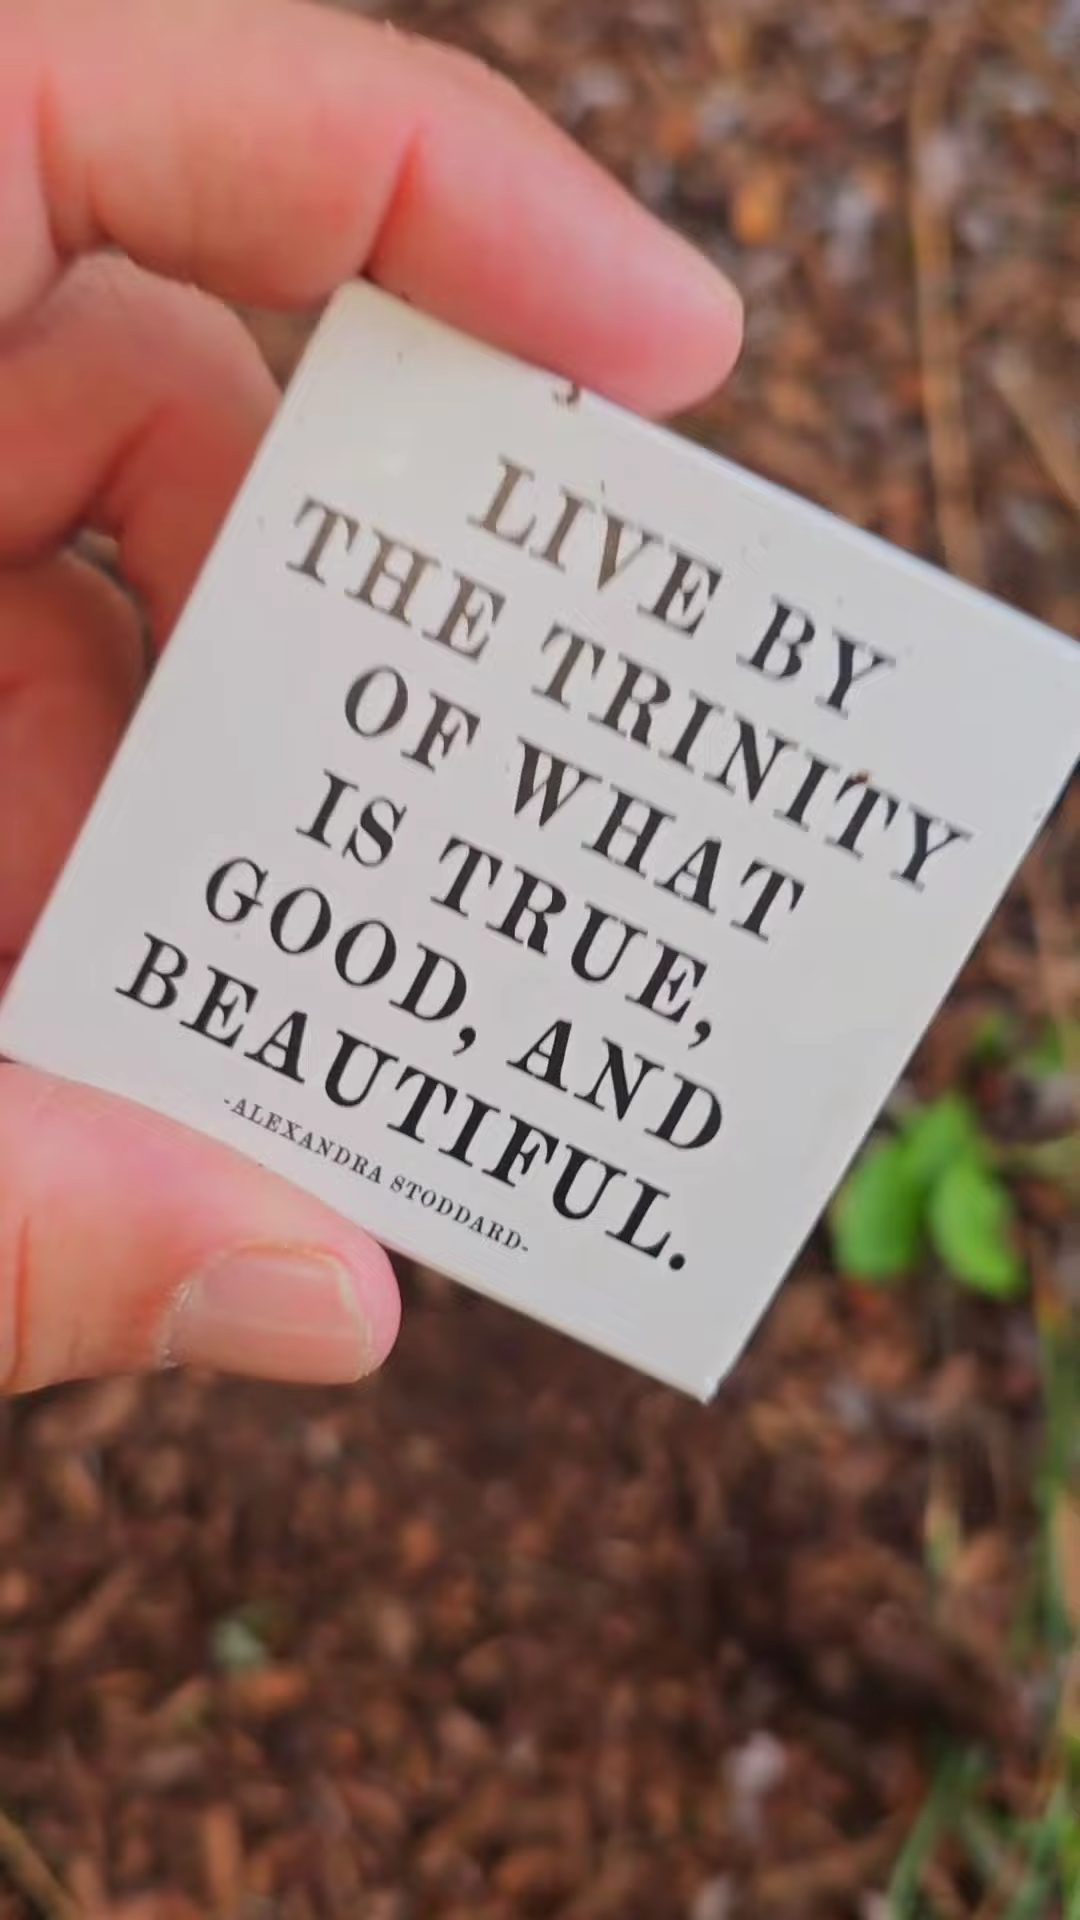 LIVE BY
THE TRINITY
OF WHAT
IS TRUE,
GOOD, AND
BEAUTIFUL.
-ALEXANDRA STODDARD-